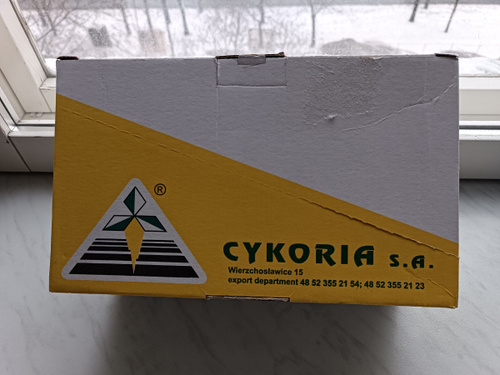 ®
CYKORIA S.A.
Wierzchosławice 15
export department 48 52 355 21 54; 48 52 355 21 23